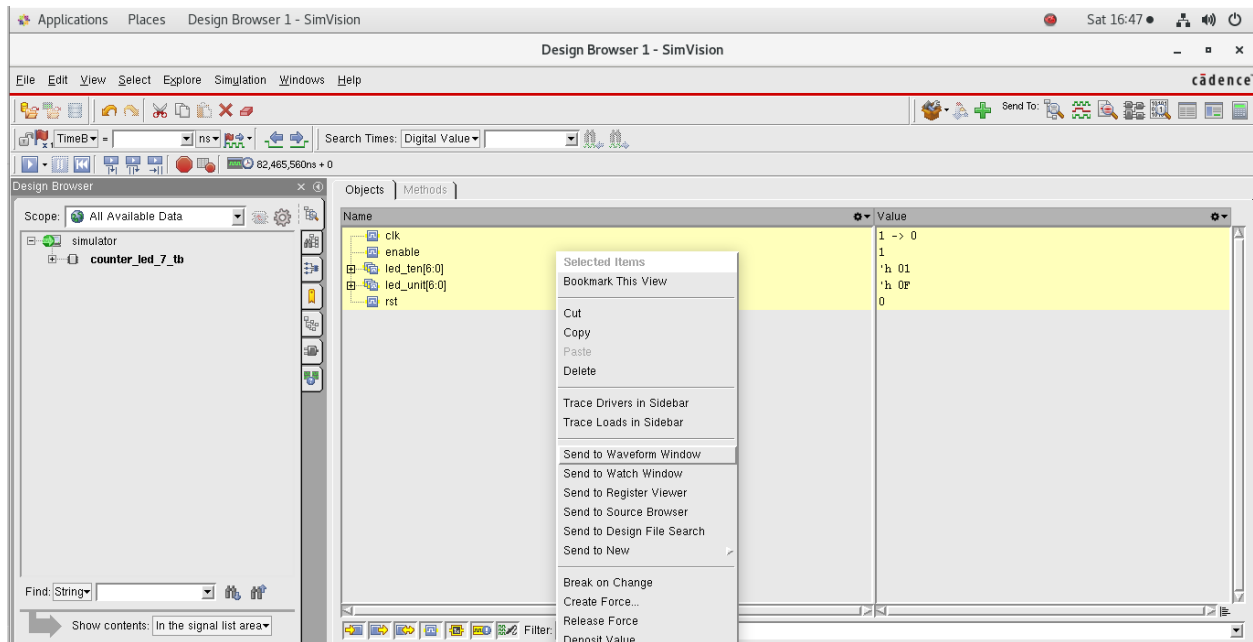 Applications Places Design Browser 1 - SimVision Sat 16:47
Design Browser 1 - SimVision
File Edit View Select Explore Simulation Windows Help cādence
Send To:
TimeB = ns Search Times: Digital Value
82,465,560ns + 0
Design Browser
Objects Methods
Scope: All Available Data
Name Value
simulator
counter_led_7_tb
clk 1 -> 0
enable 1
led_ten[6:0] 'h 01
led_unit[6:0] 'h 0F
rst 0
Selected Items
Bookmark This View
Cut
Copy
Paste
Delete
Trace Drivers in Sidebar
Trace Loads in Sidebar
Send to Waveform Window
Send to Watch Window
Send to Register Viewer
Send to Source Browser
Send to Design File Search
Send to New
Break on Change
Create Force...
Release Force
Deposit Value
Find: String
Show contents: In the signal list area
Filter: